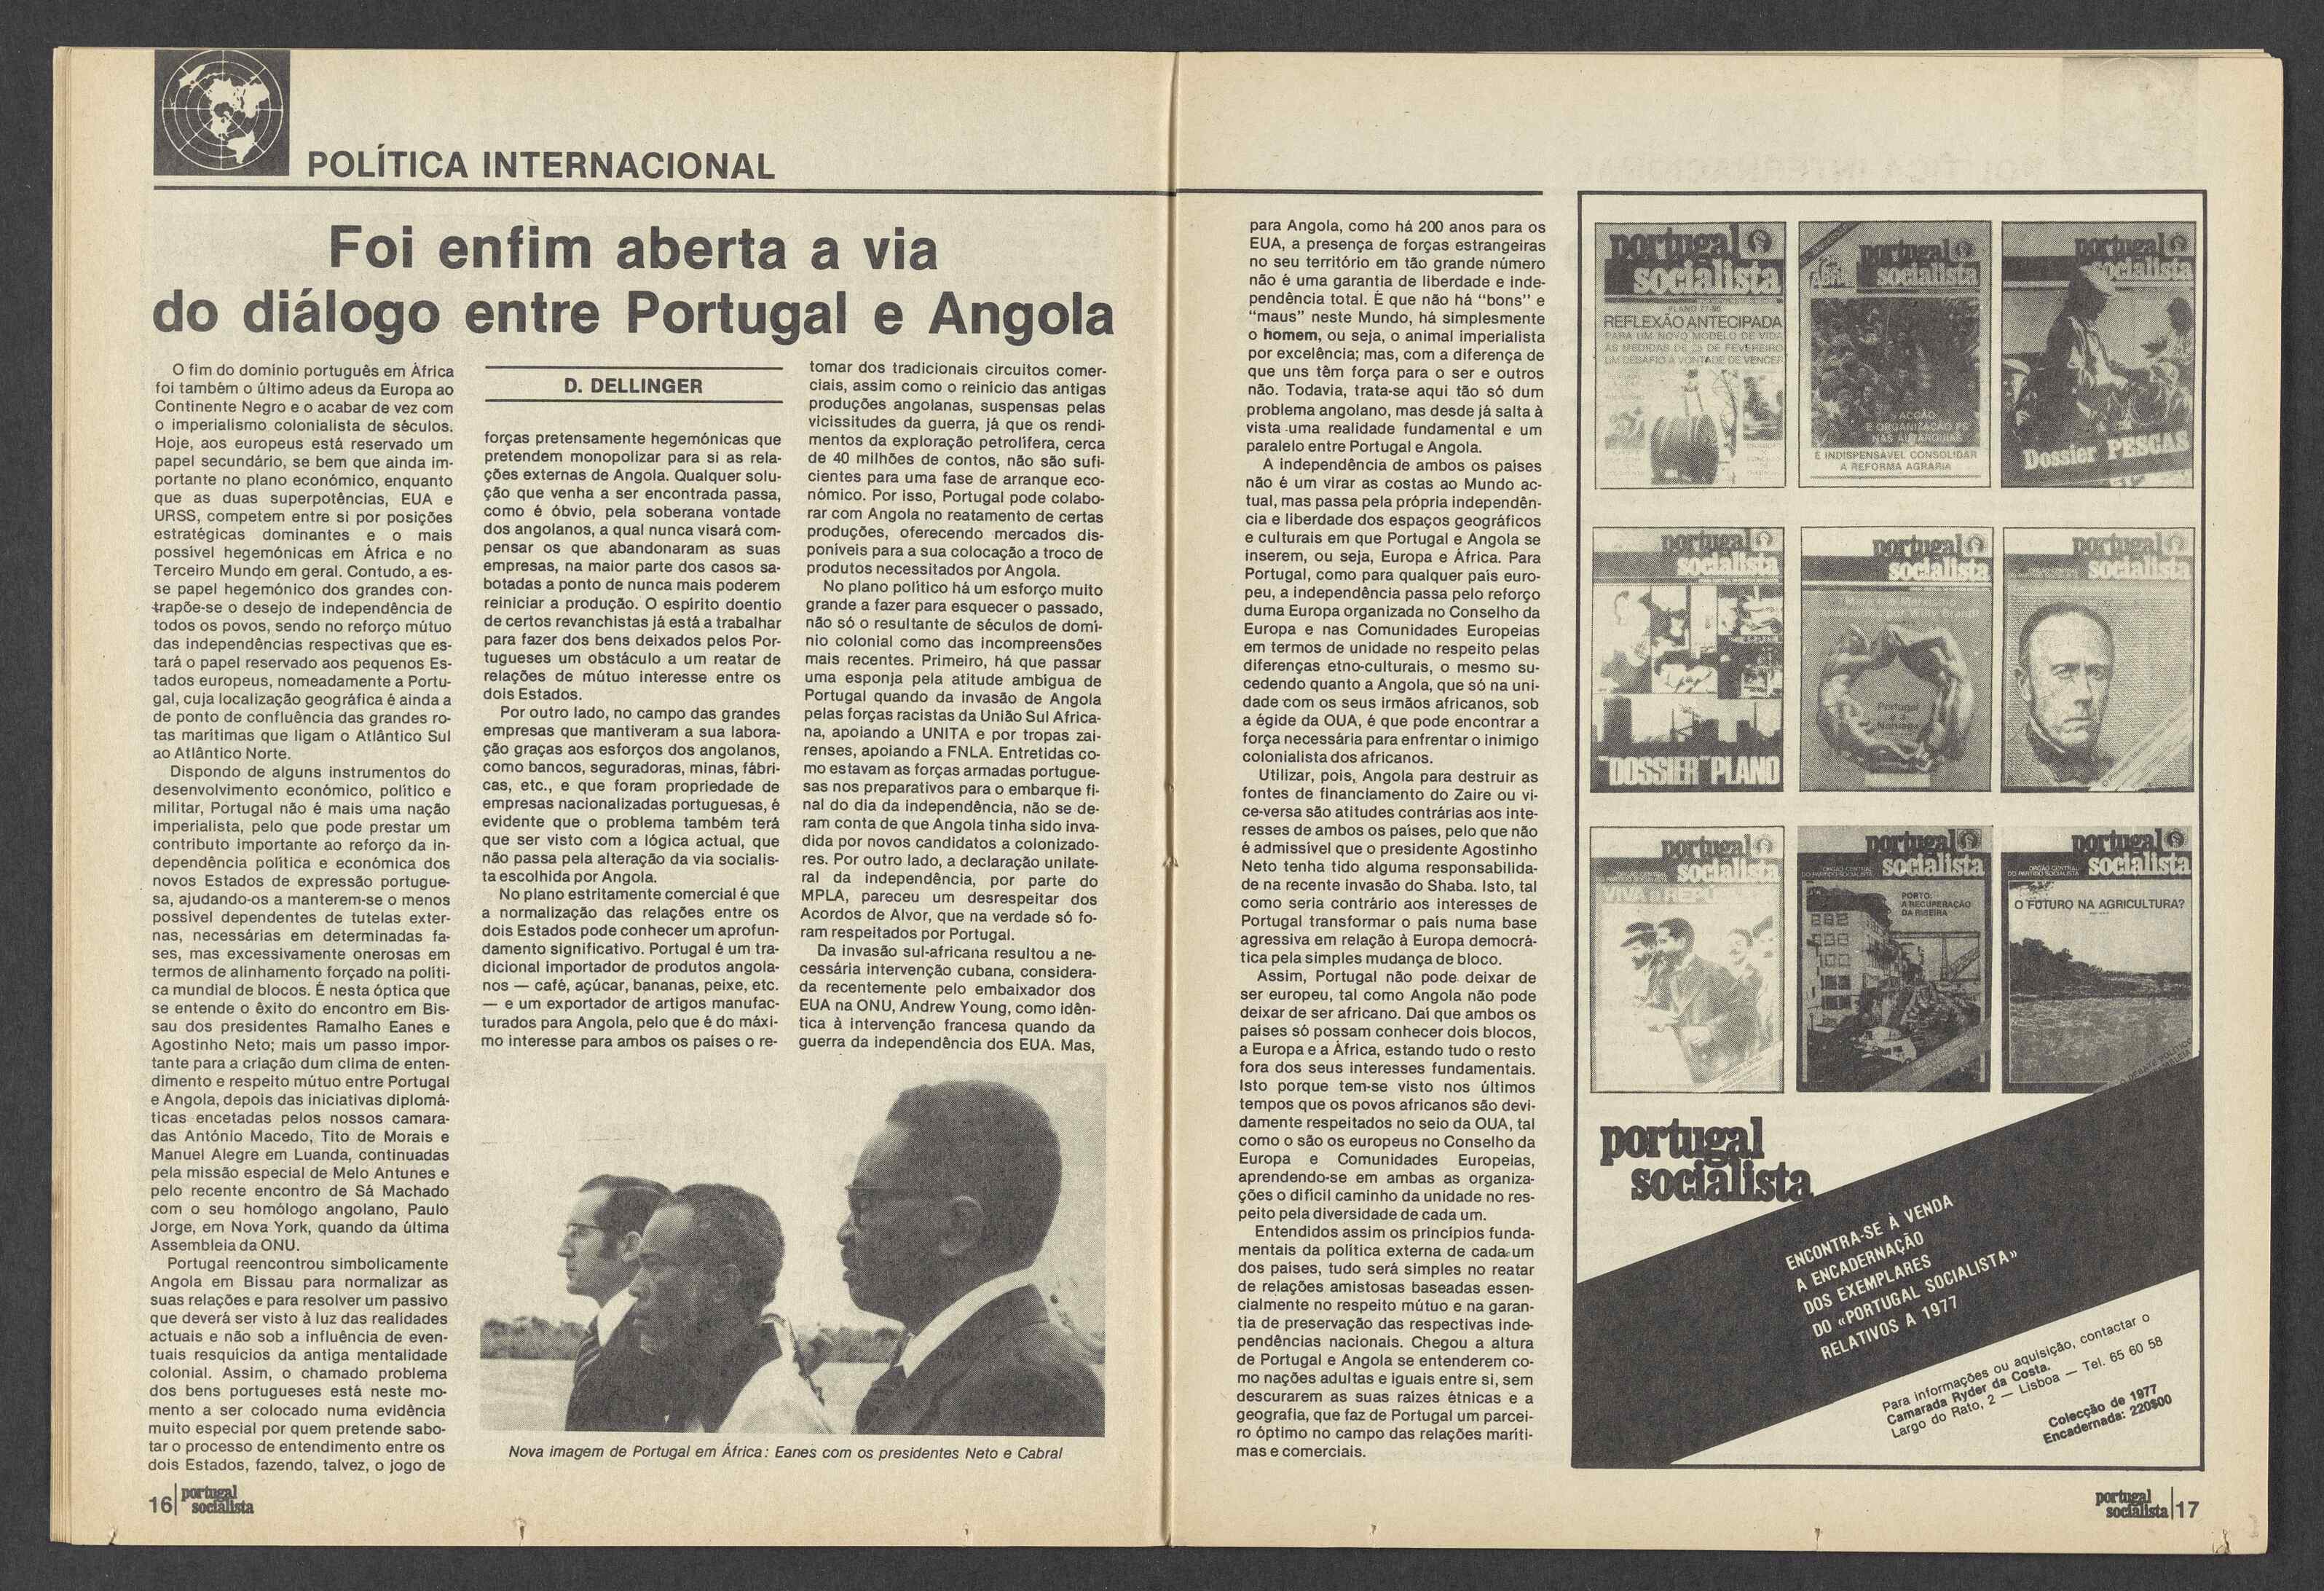 POLÍTICA INTERNACIONAL
Foi enfim aberta a via
do diálogo entre Portugal e Angola
O fim do domínio português em África
foi também o último adeus da Europa ao
Continente Negro e o acabar de vez com
o imperialismo colonialista de séculos.
Hoje, aos europeus está reservado um
papel secundário, se bem que ainda im-
portante no plano económico, enquanto
que as duas superpotências, EUA e
URSS, competem entre si por posições
estratégicas dominantes e o mais
possível hegemónicas em África e no
Terceiro Mundo em geral. Contudo, a es-
se papel hegemónico dos grandes con-
trapõe-se o desejo de independência de
todos os povos, sendo no reforço mútuo
das independências respectivas que es-
tará o papel reservado aos pequenos Es-
tados europeus, nomeadamente a Portu-
gal, cuja localização geográfica é ainda a
de ponto de confluência das grandes ro-
tas marítimas que ligam o Atlântico Sul
ao Atlântico Norte.
Dispondo de alguns instrumentos do
desenvolvimento económico, político e
militar, Portugal não é mais uma nação
imperialista, pelo que pode prestar um
contributo importante ao reforço da in-
dependência política e económica dos
novos Estados de expressão portugue-
sa, ajudando-os a manterem-se o menos
possível dependentes de tutelas exter-
nas, necessárias em determinadas fa-
ses, mas excessivamente onerosas em
termos de alinhamento forçado na políti-
ca mundial de blocos. É nesta óptica que
se entende o êxito do encontro em Bis-
sau dos presidentes Ramalho Eanes e
Agostinho Neto; mais um passo impor-
tante para a criação dum clima de enten-
dimento e respeito mútuo entre Portugal
e Angola, depois das iniciativas diplomá-
ticas encetadas pelos nossos camara-
das António Macedo, Tito de Morais e
Manuel Alegre em Luanda, continuadas
pela missão especial de Melo Antunes e
pelo recente encontro de Sá Machado
com o seu homólogo angolano, Paulo
Jorge, em Nova York, quando da última
Assembleia da ONU.
Portugal reencontrou simbolicamente
Angola em Bissau para normalizar as
suas relações e para resolver um passivo
que deverá ser visto à luz das realidades
actuais e não sob a influência de even-
tuais resquícios da antiga mentalidade
colonial. Assim, o chamado problema
dos bens portugueses está neste mo-
mento a ser colocado numa evidência
muito especial por quem pretende sabo-
tar o processo de entendimento entre os
dois Estados, fazendo, talvez, o jogo de
D. DELLINGER
forças pretensamente hegemónicas que
pretendem monopolizar para si as rela-
ções externas de Angola. Qualquer solu-
ção que venha a ser encontrada passa,
como é óbvio, pela soberana vontade
dos angolanos, a qual nunca visará com-
pensar os que abandonaram as suas
empresas, na maior parte dos casos sa-
botadas a ponto de nunca mais poderem
reiniciar a produção. O espírito doentio
de certos revanchistas já está a trabalhar
para fazer dos bens deixados pelos Por-
tugueses um obstáculo a um reatar de
relações de mútuo interesse entre os
dois Estados.
Por outro lado, no campo das grandes
empresas que mantiveram a sua labora-
ção graças aos esforços dos angolanos,
como bancos, seguradoras, minas, fábri-
cas, etc., e que foram propriedade de
empresas nacionalizadas portuguesas, é
evidente que o problema também terá
que ser visto com a lógica actual, que
não passa pela alteração da via socialis-
ta escolhida por Angola.
No plano estritamente comercial é que
a normalização das relações entre os
dois Estados pode conhecer um aprofun-
damento significativo. Portugal é um tra-
dicional importador de produtos angola-
nos — café, açúcar, bananas, peixe, etc.
— e um exportador de artigos manufac-
turados para Angola, pelo que é do máxi-
mo interesse para ambos os países o re-
tomar dos tradicionais circuitos comer-
ciais, assim como o reinício das antigas
produções angolanas, suspensas pelas
vicissitudes da guerra, já que os rendi-
mentos da exploração petrolífera, cerca
de 40 milhões de contos, não são sufi-
cientes para uma fase de arranque eco-
nómico. Por isso, Portugal pode colabo-
rar com Angola no reatamento de certas
produções, oferecendo mercados dis-
poníveis para a sua colocação a troco de
produtos necessitados por Angola.
No plano político há um esforço muito
grande a fazer para esquecer o passado,
não só o resultante de séculos de domí-
nio colonial como das incompreensões
mais recentes. Primeiro, há que passar
uma esponja pela atitude ambígua de
Portugal quando da invasão de Angola
pelas forças racistas da União Sul Africa-
na, apoiando a UNITA e por tropas zai-
renses, apoiando a FNLA. Entretidas co-
mo estavam as forças armadas portugue-
sas nos preparativos para o embarque fi-
nal do dia da independência, não se de-
ram conta de que Angola tinha sido inva-
dida por novos candidatos a colonizado-
res. Por outro lado, a declaração unilate-
ral da independência, por parte do
MPLA, pareceu um desrespeitar dos
Acordos de Alvor, que na verdade só fo-
ram respeitados por Portugal.
Da invasão sul-africana resultou a ne-
cessária intervenção cubana, considera-
da recentemente pelo embaixador dos
EUA na ONU, Andrew Young, como idên-
tica à intervenção francesa quando da
guerra da independência dos EUA. Mas,
Nova imagem de Portugal em África: Eanes com os presidentes Neto e Cabral
16 portugal
socialista
para Angola, como há 200 anos para os
EUA, a presença de forças estrangeiras
no seu território em tão grande número
não é uma garantia de liberdade e inde-
pendência total. É que não há "bons" e
"maus" neste Mundo, há simplesmente
o homem, ou seja, o animal imperialista
por excelência; mas, com a diferença de
que uns têm força para o ser e outros
não. Todavia, trata-se aqui tão só dum
problema angolano, mas desde já salta à
vista uma realidade fundamental e um
paralelo entre Portugal e Angola.
A independência de ambos os países
não é um virar as costas ao Mundo ac-
tual, mas passa pela própria independên-
cia e liberdade dos espaços geográficos
e culturais em que Portugal e Angola se
inserem, ou seja, Europa e África. Para
Portugal, como para qualquer país euro-
peu, a independência passa pelo reforço
duma Europa organizada no Conselho da
Europa e nas Comunidades Europeias
em termos de unidade no respeito pelas
diferenças etno-culturais, o mesmo su-
cedendo quanto a Angola, que só na uni-
dade com os seus irmãos africanos, sob
a égide da OUA, é que pode encontrar a
força necessária para enfrentar o inimigo
colonialista dos africanos.
Utilizar, pois, Angola para destruir as
fontes de financiamento do Zaire ou vi-
ce-versa são atitudes contrárias aos inte-
resses de ambos os países, pelo que não
é admissível que o presidente Agostinho
Neto tenha tido alguma responsabilida-
de na recente invasão do Shaba. Isto, tal
como seria contrário aos interesses de
Portugal transformar o país numa base
agressiva em relação à Europa democrá-
tica pela simples mudança de bloco.
Assim, Portugal não pode deixar de
ser europeu, tal como Angola não pode
deixar de ser africano. Daí que ambos os
países só possam conhecer dois blocos,
a Europa e a África, estando tudo o resto
fora dos seus interesses fundamentais.
Isto porque tem-se visto nos últimos
tempos que os povos africanos são devi-
damente respeitados no seio da OUA, tal
como o são os europeus no Conselho da
Europa e Comunidades Europeias,
aprendendo-se em ambas as organiza-
ções o difícil caminho da unidade no res-
peito pela diversidade de cada um.
Entendidos assim os princípios funda-
mentais da política externa de cada um
dos países, tudo será simples no reatar
de relações amistosas baseadas essen-
cialmente no respeito mútuo e na garan-
tia de preservação das respectivas inde-
pendências nacionais. Chegou a altura
de Portugal e Angola se entenderem co-
mo nações adultas e iguais entre si, sem
descurarem as suas raízes étnicas e a
geografia, que faz de Portugal um parcei-
ro óptimo no campo das relações maríti-
mas e comerciais.
portugal
socialista
PLANO 77-80
REFLEXÃO ANTECIPADA
PARA UM NOVO MODELO DE VIDA
AS MEDIDAS DE 25 DE FEVEREIRO
UM DESAFIO À VONTADE DE VENCER
portugal
socialista
ACÇÃO
E ORGANIZAÇÃO PS
NAS AUTARQUIAS
É INDISPENSÁVEL CONSOLIDAR
A REFORMA AGRÁRIA
portugal
socialista
Dossier PESCAS
portugal
socialista
"DOSSIER" PLANO
portugal
socialista
Portugal
e a
Noruega
portugal
socialista
portugal
socialista
VIVA A REPÚ
portugal
socialista
PORTO:
A RECUPERAÇÃO
DA RIBEIRA
portugal
socialista
O FUTURO NA AGRICULTURA?
portugal
socialista
ENCONTRA-SE À VENDA
A ENCADERNAÇÃO
DOS EXEMPLARES
DO «PORTUGAL SOCIALISTA»
RELATIVOS A 1977
Para informações ou aquisição, contactar o
Camarada Ryder da Costa.
Largo do Rato, 2 — Lisboa — Tel. 65 60 58
Colecção de 1977
Encadernada: 220$00
portugal
socialista 17